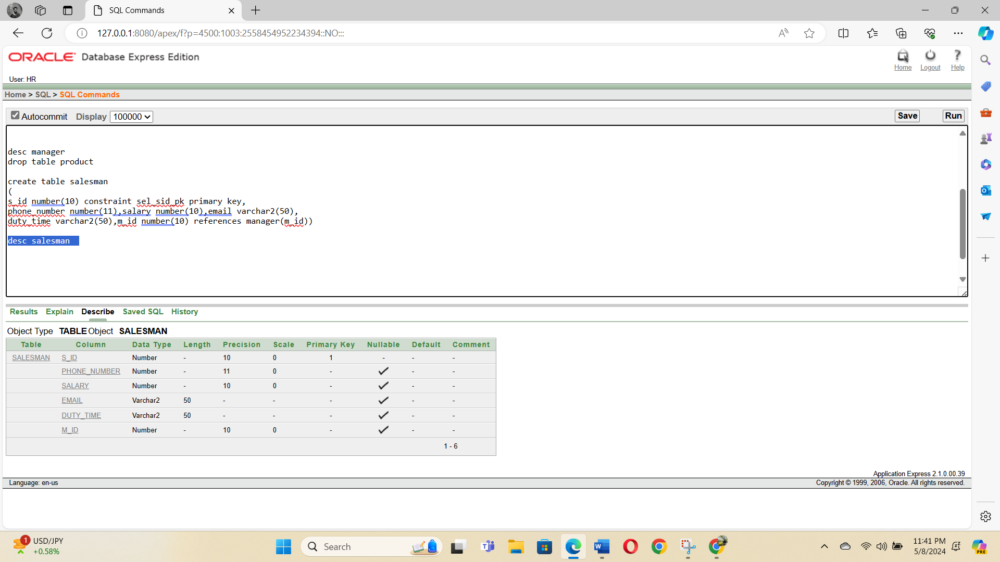 SQL Commands
127.0.0.1:8080/apex/f?p=4500:1003:2558454952234394::NO:::
ORACLE Database Express Edition
Home Logout Help
User: HR
Home > SQL > SQL Commands
Autocommit Display 100000 Save Run
desc manager
drop table product
create table salesman
(
s_id number(10) constraint sel_sid_pk primary key,
phone_number number(11),salary number(10),email varchar2(50),
duty_time varchar2(50),m_id number(10) references manager(m_id))
desc salesman
Results Explain Describe Saved SQL History
Object Type TABLE Object SALESMAN
Table Column Data Type Length Precision Scale Primary Key Nullable Default Comment
SALESMAN S_ID Number - 10 0 1 - - -
PHONE_NUMBER Number - 11 0 - - -
SALARY Number - 10 0 - - -
EMAIL Varchar2 50 - - - - -
DUTY_TIME Varchar2 50 - - - - -
M_ID Number - 10 0 - - -
1 - 6
Application Express 2.1.0.00.39
Language: en-us Copyright © 1999, 2006, Oracle. All rights reserved.
1 USD/JPY
+0.58%
Search
11:41 PM
5/8/2024
PRE